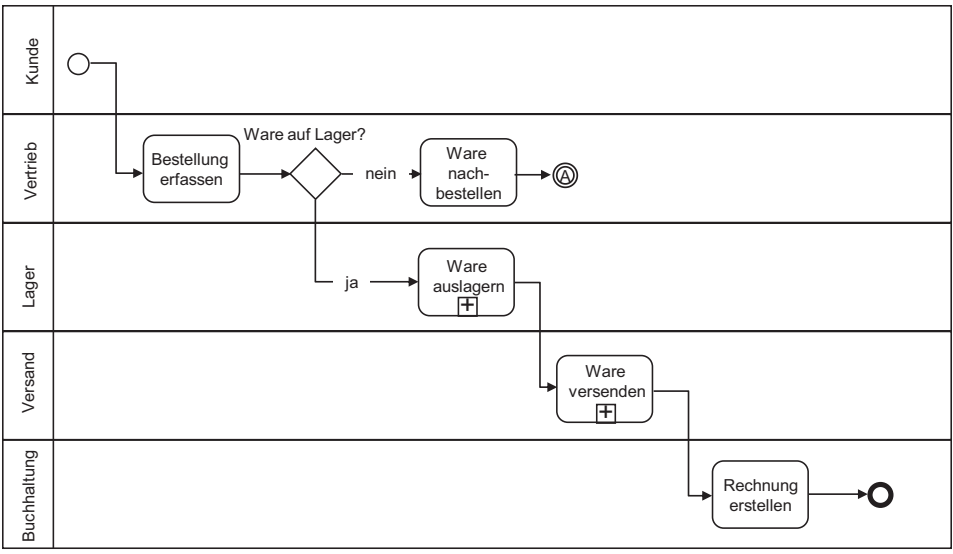 Kunde
Vertrieb
Ware auf Lager?
Bestellung
erfassen
nein
Ware
nach-
bestellen
A
Lager
ja
Ware
auslagern
Versand
Ware
versenden
Buchhaltung
Rechnung
erstellen